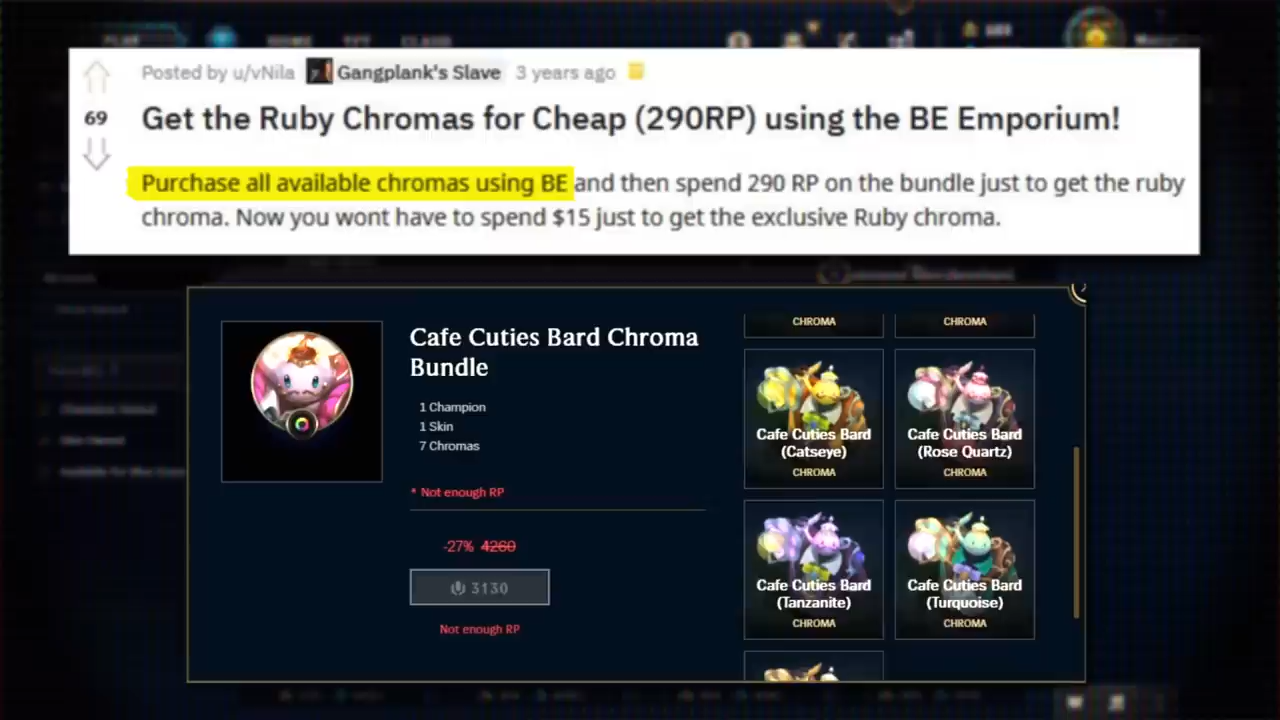 Posted by u/vNila Gangplank's Slave 3 years ago
69
Get the Ruby Chromas for Cheap (290RP) using the BE Emporium!
Purchase all available chromas using BE and then spend 290 RP on the bundle just to get the ruby
chroma. Now you wont have to spend $15 just to get the exclusive Ruby chroma.
Cafe Cuties Bard Chroma
Bundle
1 Champion
1 Skin
7 Chromas
* Not enough RP
-27% 4260
3130
Not enough RP
CHROMA
CHROMA
Cafe Cuties Bard
(Catseye)
CHROMA
Cafe Cuties Bard
(Rose Quartz)
CHROMA
Cafe Cuties Bard
(Tanzanite)
CHROMA
Cafe Cuties Bard
(Turquoise)
CHROMA